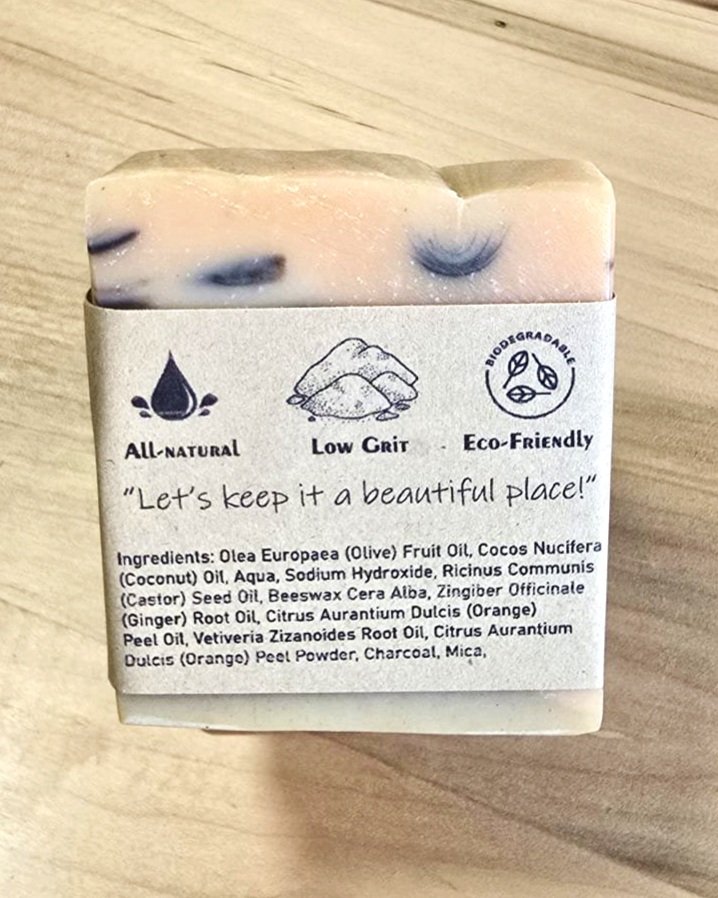 BIODEGRADABLE
All-natural Low Grit Eco-Friendly
"Let's keep it a beautiful place!"
Ingredients: Olea Europaea (Olive) Fruit Oil, Cocos Nucifera
(Coconut) Oil, Aqua, Sodium Hydroxide, Ricinus Communis
(Castor) Seed Oil, Beeswax Cera Alba, Zingiber Officinale
(Ginger) Root Oil, Citrus Aurantium Dulcis (Orange)
Peel Oil, Vetiveria Zizanoides Root Oil, Citrus Aurantium
Dulcis (Orange) Peel Powder, Charcoal, Mica,